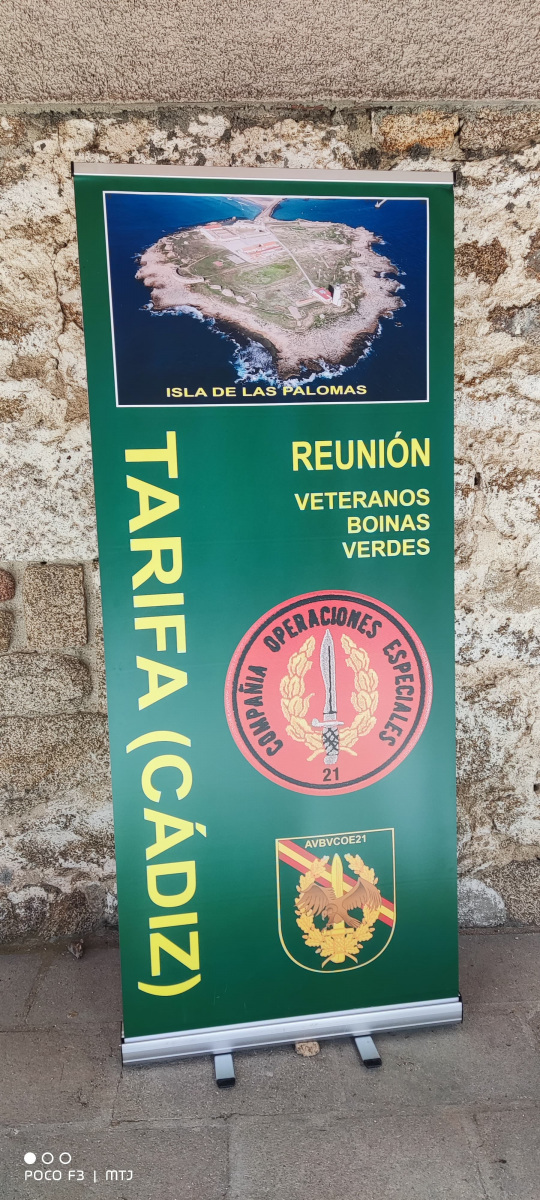 ISLA DE LAS PALOMAS
TARIFA (CÁDIZ)
REUNIÓN
VETERANOS
BOINAS
VERDES
COMPAÑIA OPERACIONES ESPECIALES
21
AVBVCOE21
POCO F3 | MTJ